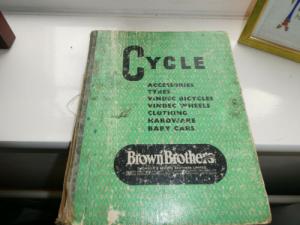 CYCLE
ACCESSORIES
TYRES
VINDEC BICYCLES
VINDEC WHEELS
CLOTHING
HARDWARE
BABY CARS
Brown Brothers